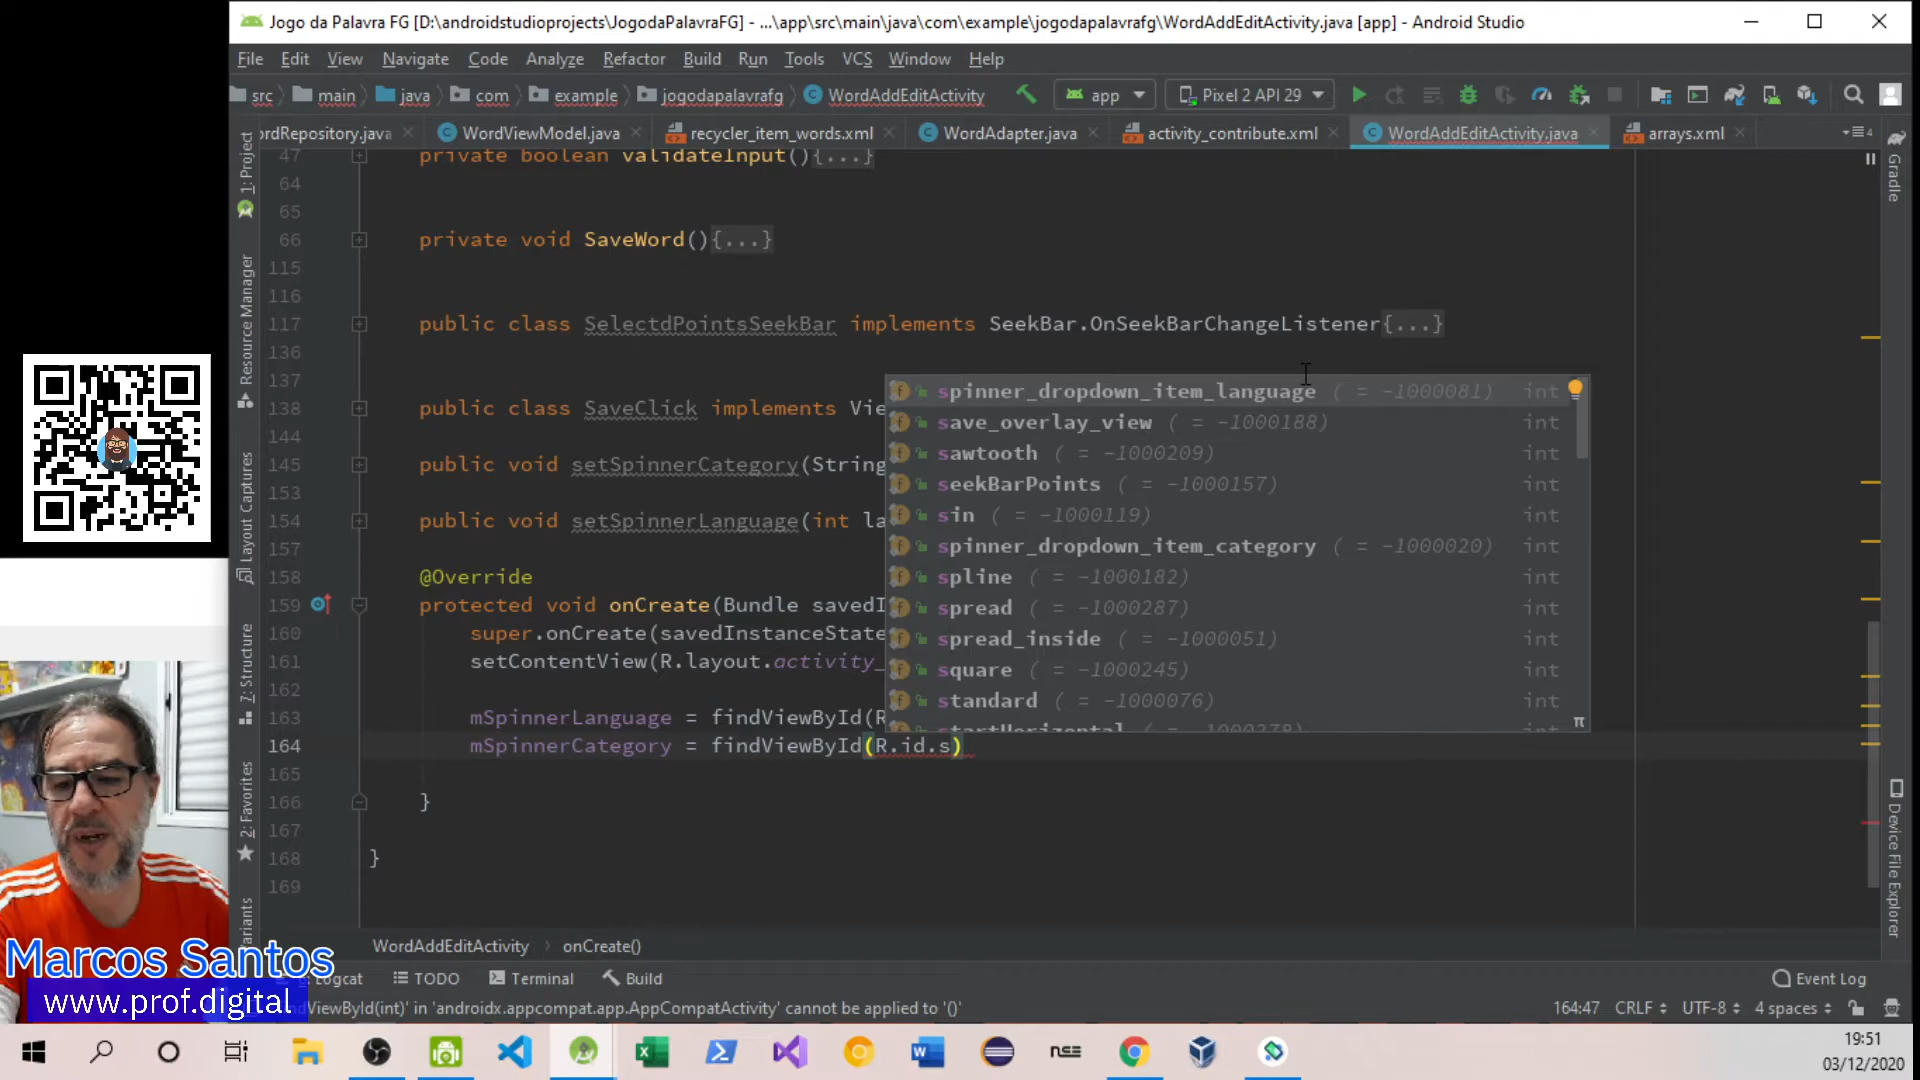 Jogo da Palavra FG [D:\androidstudioprojects\JogodaPalavraFG] - ...\app\src\main\java\com\example\jogodapalavrafg\WordAddEditActivity.java [app] - Android Studio
File Edit View Navigate Code Analyze Refactor Build Run Tools VCS Window Help
src main java com example jogodapalavrafg WordAddEditActivity app Pixel 2 API 29
ordRepository.java WordViewModel.java recycler_item_words.xml WordAdapter.java activity_contribute.xml WordAddEditActivity.java arrays.xml 4
1: Project
Resource Manager
Layout Captures
7: Structure
2: Favorites
ariants
Gradle
Device File Explorer
47 private boolean validateInput(){...}
64
65
66 private void SaveWord(){...}
115
116
117 public class SelectdPointsSeekBar implements SeekBar.OnSeekBarChangeListener{...}
136
137
138 public class SaveClick implements Vie
144
145 public void setSpinnerCategory(String
153
154 public void setSpinnerLanguage(int la
157
158 @Override
159 protected void onCreate(Bundle savedI
160 super.onCreate(savedInstanceState
161 setContentView(R.layout.activity_
162
163 mSpinnerLanguage = findViewById(R
164 mSpinnerCategory = findViewById(R.id.s)
165
166 }
167
168 }
169
spinner_dropdown_item_language ( = -1000081) int
save_overlay_view ( = -1000188) int
sawtooth ( = -1000209) int
seekBarPoints ( = -1000157) int
sin ( = -1000119) int
spinner_dropdown_item_category ( = -1000020) int
spline ( = -1000182) int
spread ( = -1000287) int
spread_inside ( = -1000051) int
square ( = -1000245) int
standard ( = -1000076) int
startHorizontal ( = -1000278) int
WordAddEditActivity onCreate()
Logcat TODO Terminal Build Event Log
ndViewById(int)' in 'androidx.appcompat.app.AppCompatActivity' cannot be applied to '()' 164:47 CRLF UTF-8 4 spaces
Marcos Santos
www.prof.digital
19:51
03/12/2020